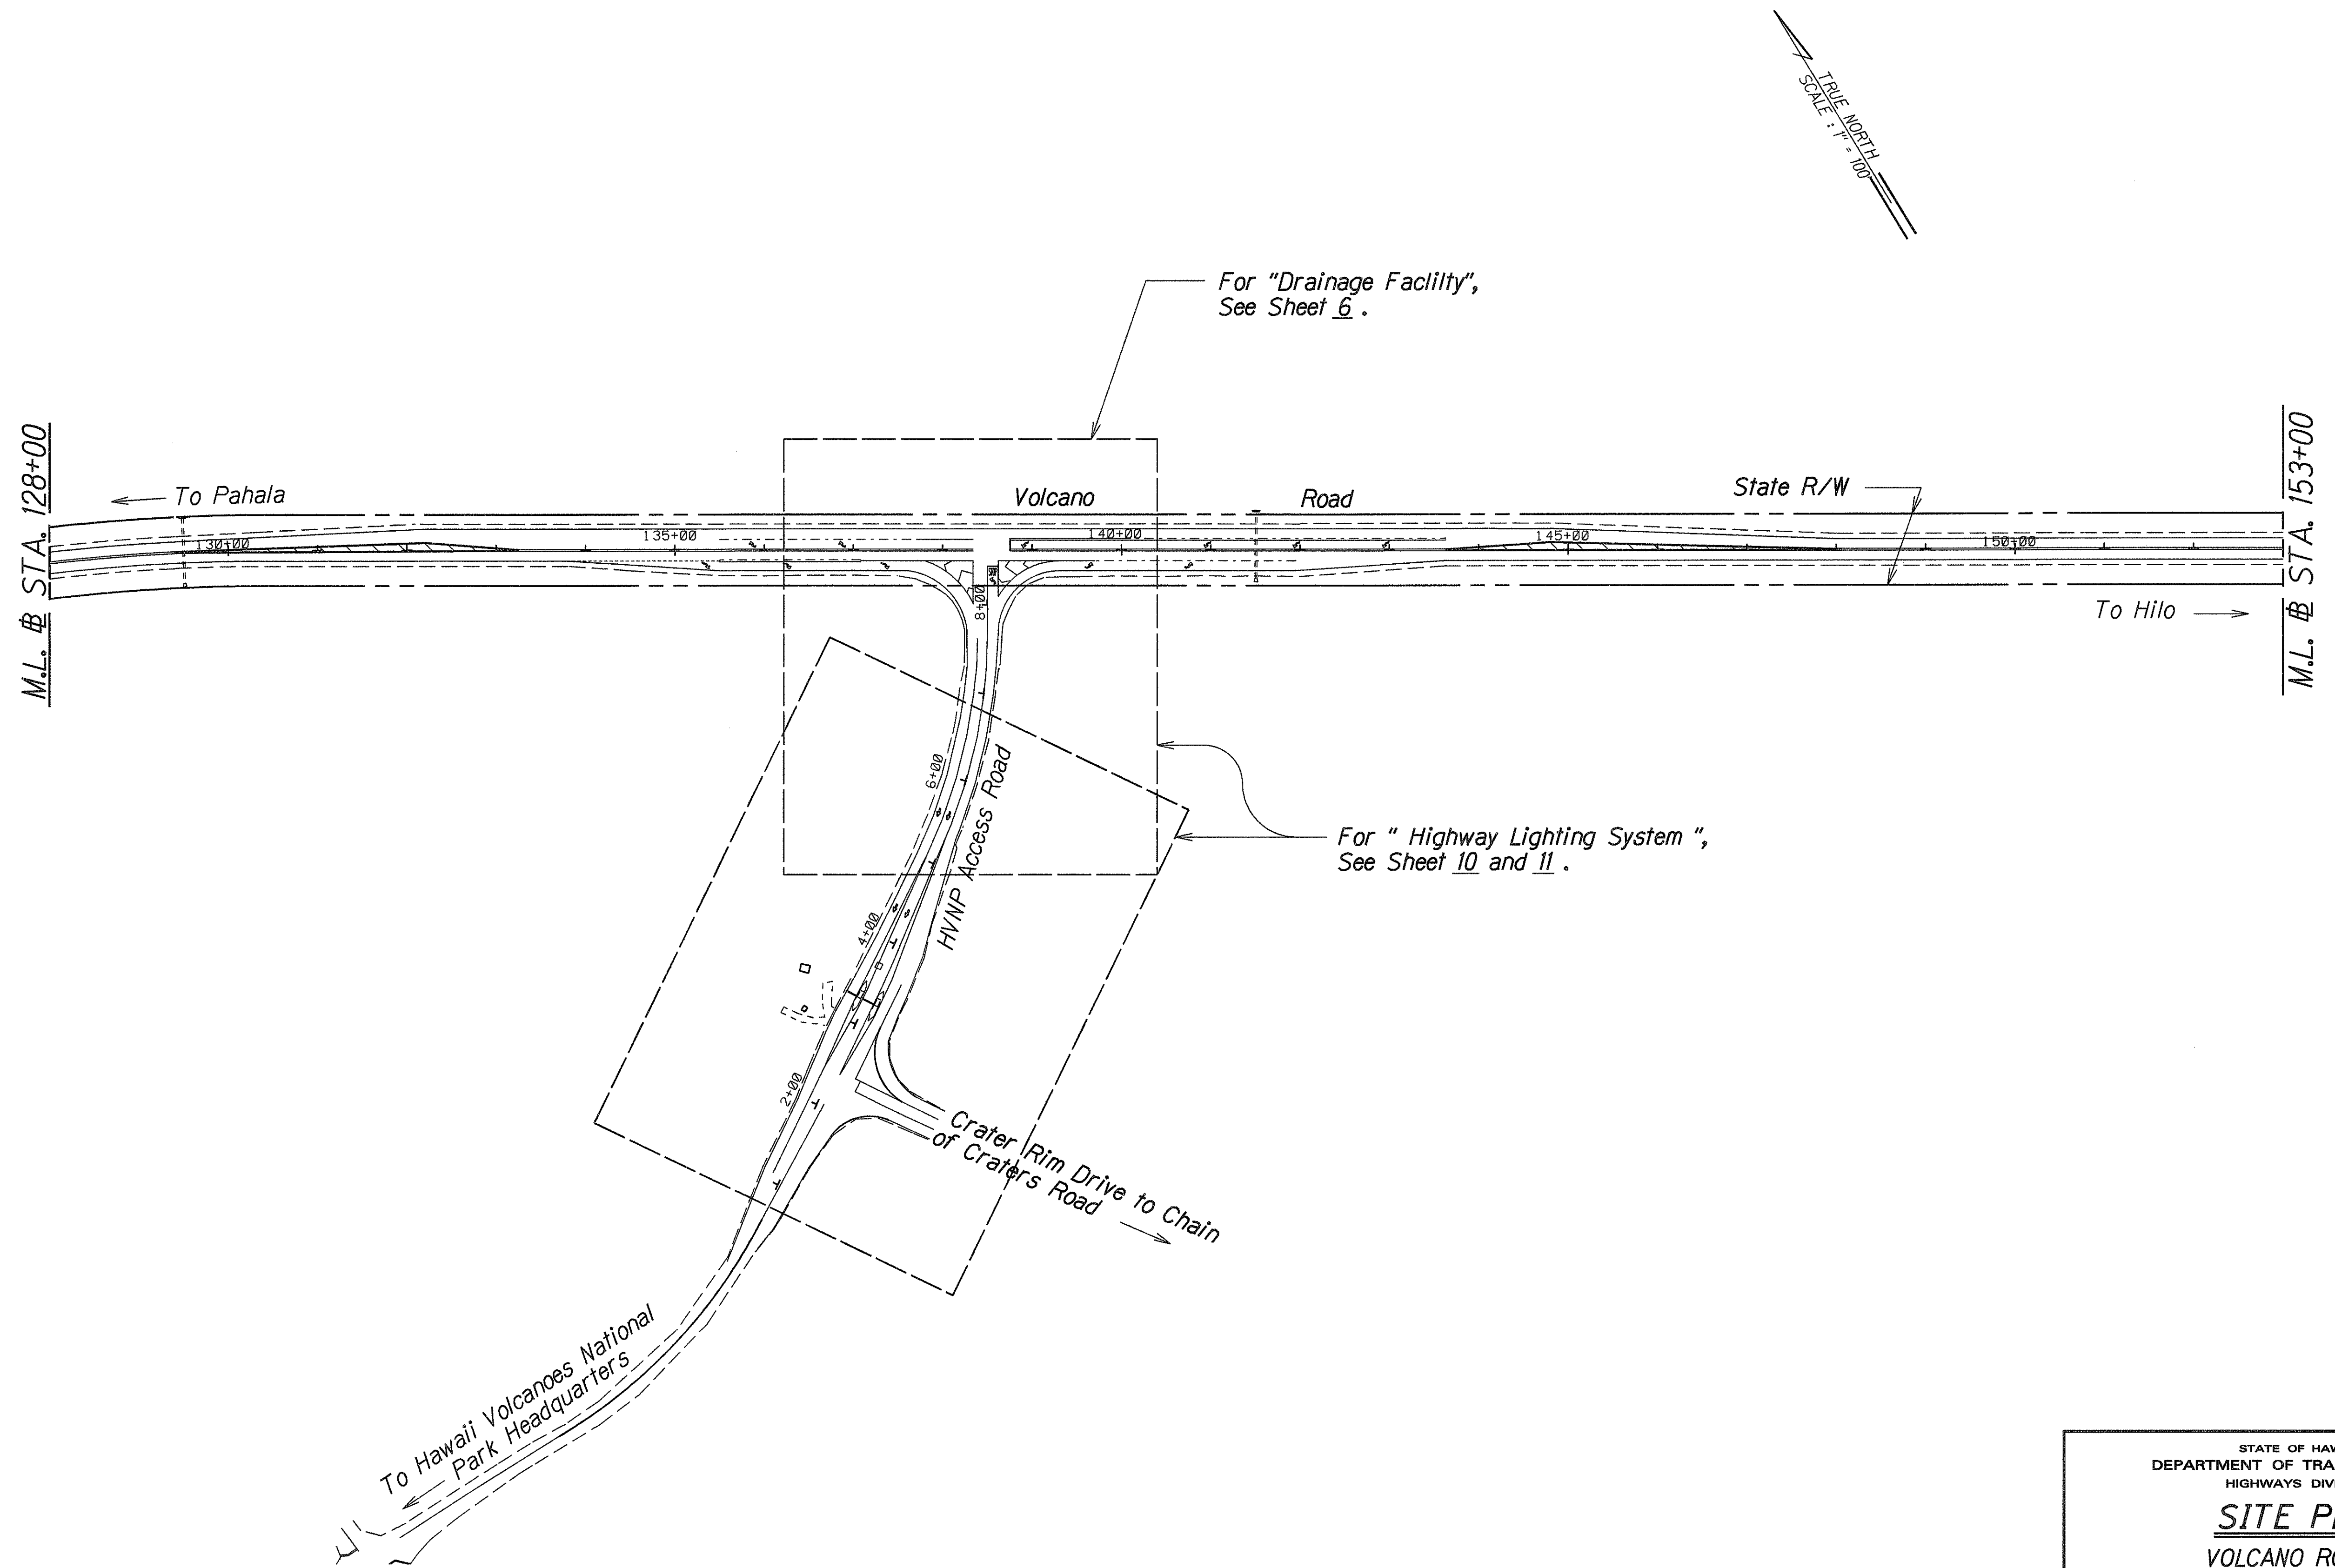 TRUE NORTH
SCALE : 1" = 100
For "Drainage Faclilty",
See Sheet 6 .
M.L. ⅊ STA. 128+00
To Pahala
Volcano Road
State R/W
M.L. ⅊ STA. 153+00
130+00
135+00
140+00
145+00
150+00
To Hilo
8+00
6+00
HVNP Access Road
For " Highway Lighting System ",
See Sheet 10 and 11 .
4+00
2+00
Crater Rim Drive to Chain
of Craters Road
To Hawaii Volcanoes National
Park Headquarters
STATE OF HAW
DEPARTMENT OF TRA
HIGHWAYS DIV
SITE P
VOLCANO R